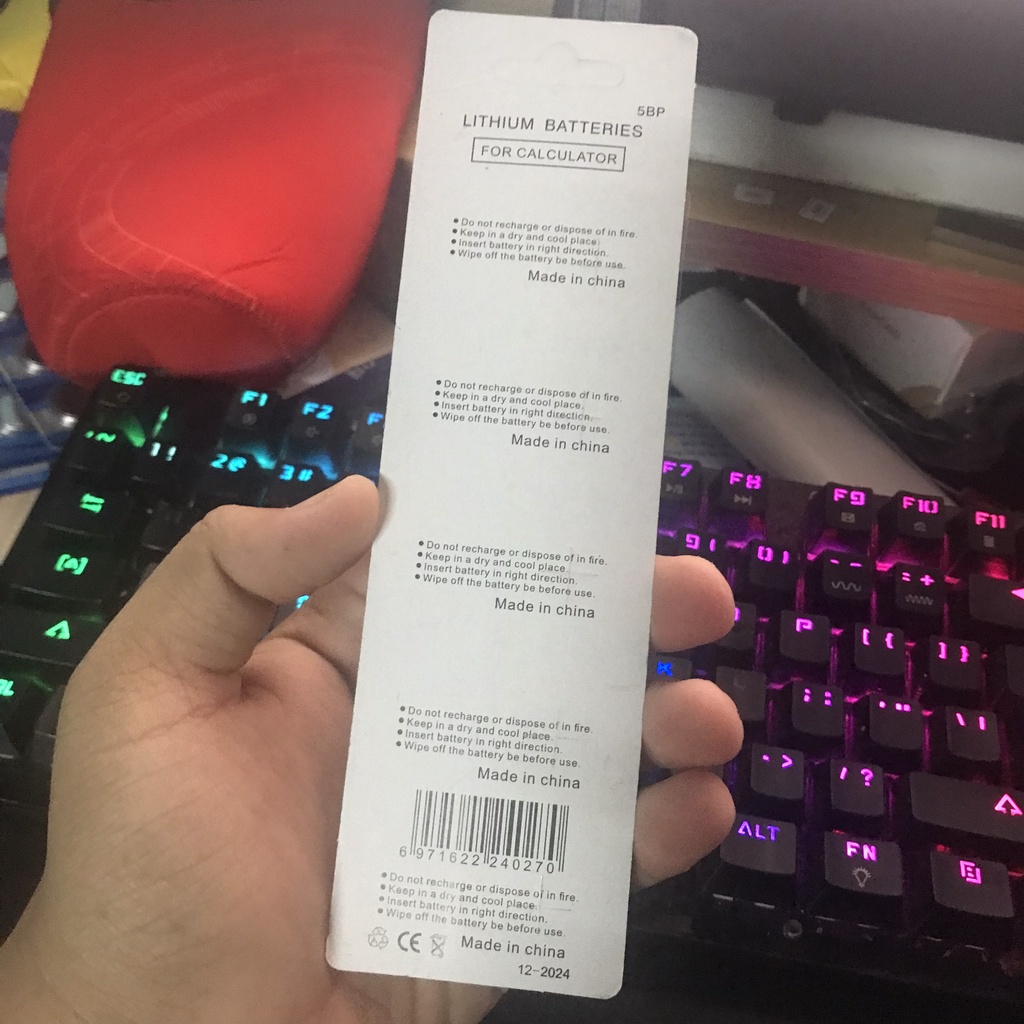 5BP
LITHIUM BATTERIES
FOR CALCULATOR
Do not recharge or dispose of in fire.
Keep in a dry and cool place.
Insert battery in right direction.
Wipe off the battery be before use.
Made in china
Do not recharge or dispose of in fire.
Keep in a dry and cool place.
Insert battery in right direction.
Wipe off the battery be before use.
Made in china
Do not recharge or dispose of in fire.
Keep in a dry and cool place.
Insert battery in right direction.
Wipe off the battery be before use.
Made in china
Do not recharge or dispose of in fire.
Keep in a dry and cool place.
Insert battery in right direction.
Wipe off the battery be before use.
Made in china
6 971622 240270
Do not recharge or dispose of in fire.
Keep in a dry and cool place.
Insert battery in right direction.
Wipe off the battery be before use.
CE Made in china
12-2024
ESC F1 F2
F7 F8 F9 F10 F11
`~ 1! 2@ 3# 9( 0) -_ =+
P [{ ]}
;: '" \|
.> /?
ALT FN